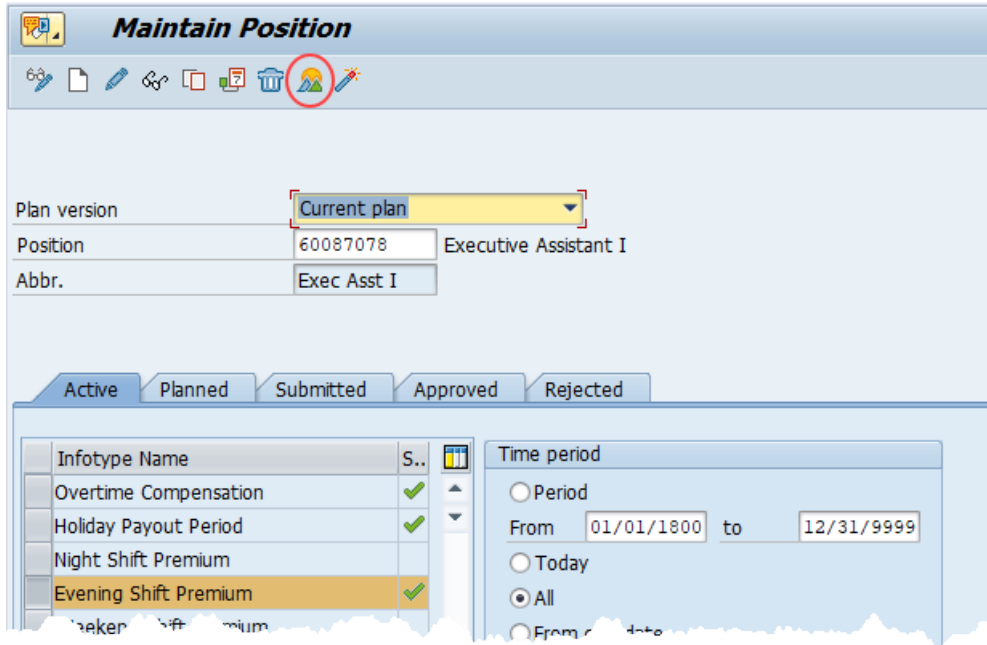 Maintain Position
Plan version Current plan
Position 60087078 Executive Assistant I
Abbr. Exec Asst I
Active Planned Submitted Approved Rejected
Infotype Name S..
Overtime Compensation
Holiday Payout Period
Night Shift Premium
Evening Shift Premium
Time period
Period
From 01/01/1800 to 12/31/9999
Today
All
From